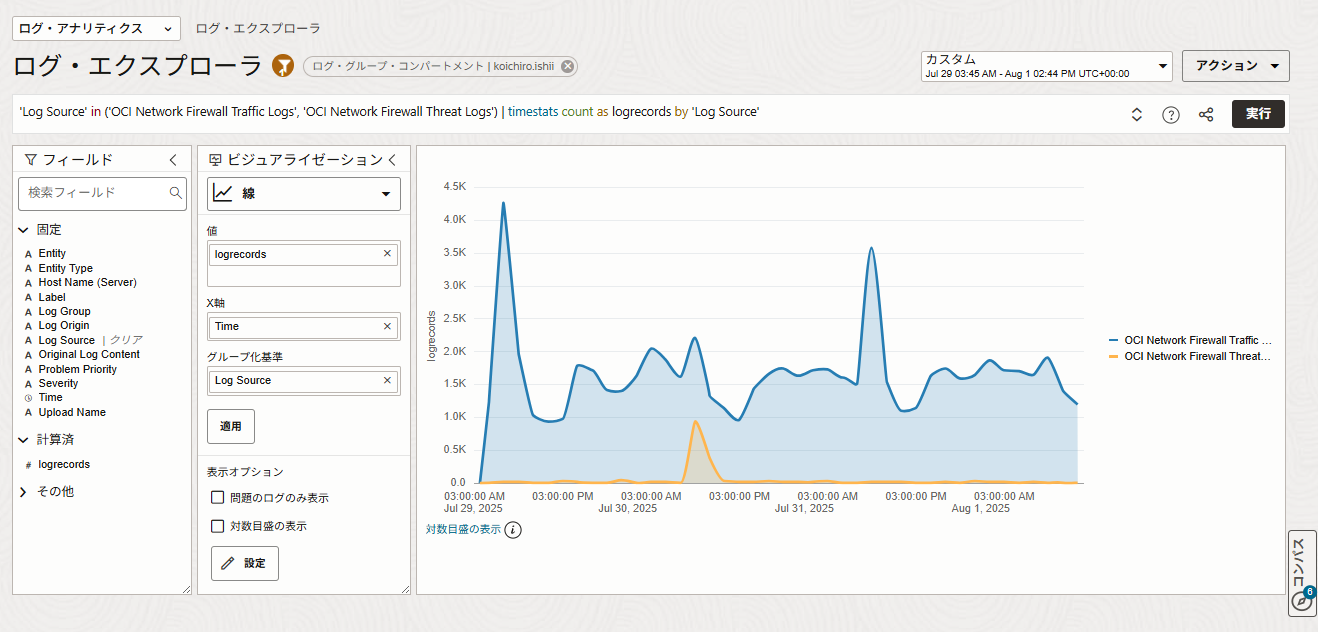 ログ・アナリティクス
ログ・エクスプローラ
ログ・エクスプローラ
ログ・グループ・コンパートメント | koichiro.ishii
カスタム
Jul 29 03:45 AM - Aug 1 02:44 PM UTC+00:00
アクション
'Log Source' in ('OCI Network Firewall Traffic Logs', 'OCI Network Firewall Threat Logs') | timestats count as logrecords by 'Log Source'
実行
フィールド
検索フィールド
固定
A Entity
A Entity Type
A Host Name (Server)
A Label
A Log Group
A Log Origin
A Log Source | クリア
A Original Log Content
A Problem Priority
A Severity
Time
A Upload Name
計算済
# logrecords
その他
ビジュアライゼーション
線
値
logrecords
X軸
Time
グループ化基準
Log Source
適用
表示オプション
問題のログのみ表示
対数目盛の表示
設定
4.5K
4.0K
3.5K
3.0K
2.5K
2.0K
1.5K
1.0K
0.5K
0.0
logrecords
03:00:00 AM 03:00:00 PM 03:00:00 AM 03:00:00 PM 03:00:00 AM 03:00:00 PM 03:00:00 AM
Jul 29, 2025 Jul 30, 2025 Jul 31, 2025 Aug 1, 2025
対数目盛の表示
OCI Network Firewall Traffic ...
OCI Network Firewall Threat...
コンパス
6